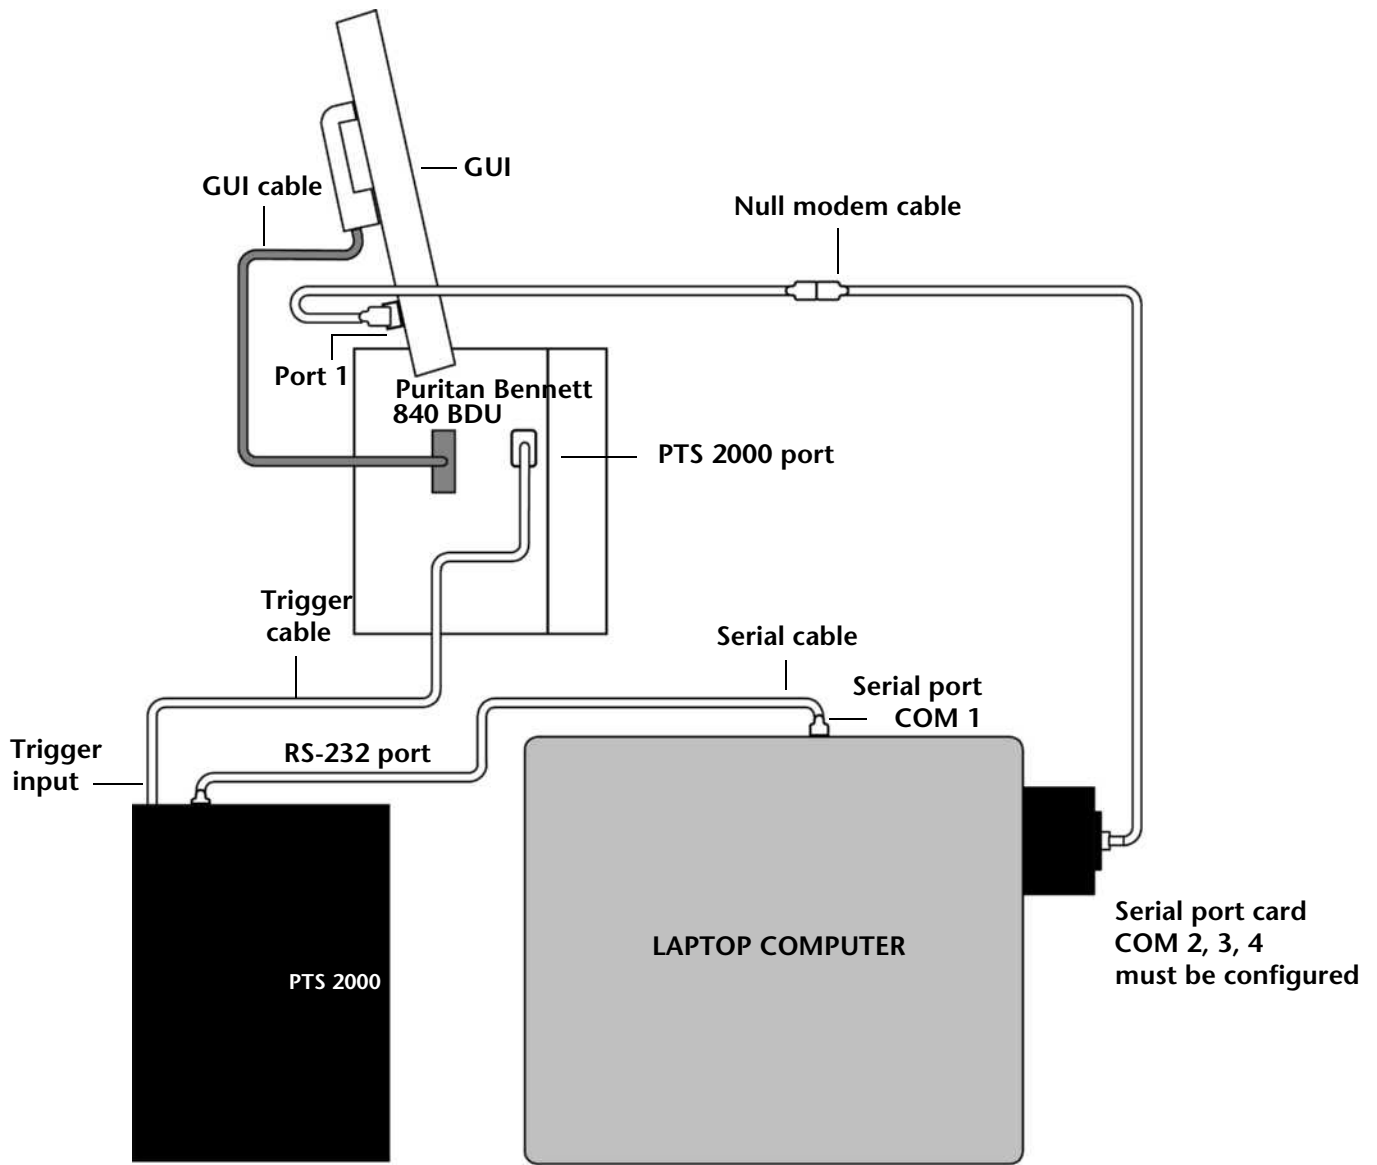 GUI
GUI cable
Null modem cable
Port 1
Puritan Bennett
840 BDU
PTS 2000 port
Trigger
cable
Serial cable
Serial port
COM 1
Trigger
input
RS-232 port
LAPTOP COMPUTER
PTS 2000
Serial port card
COM 2, 3, 4
must be configured